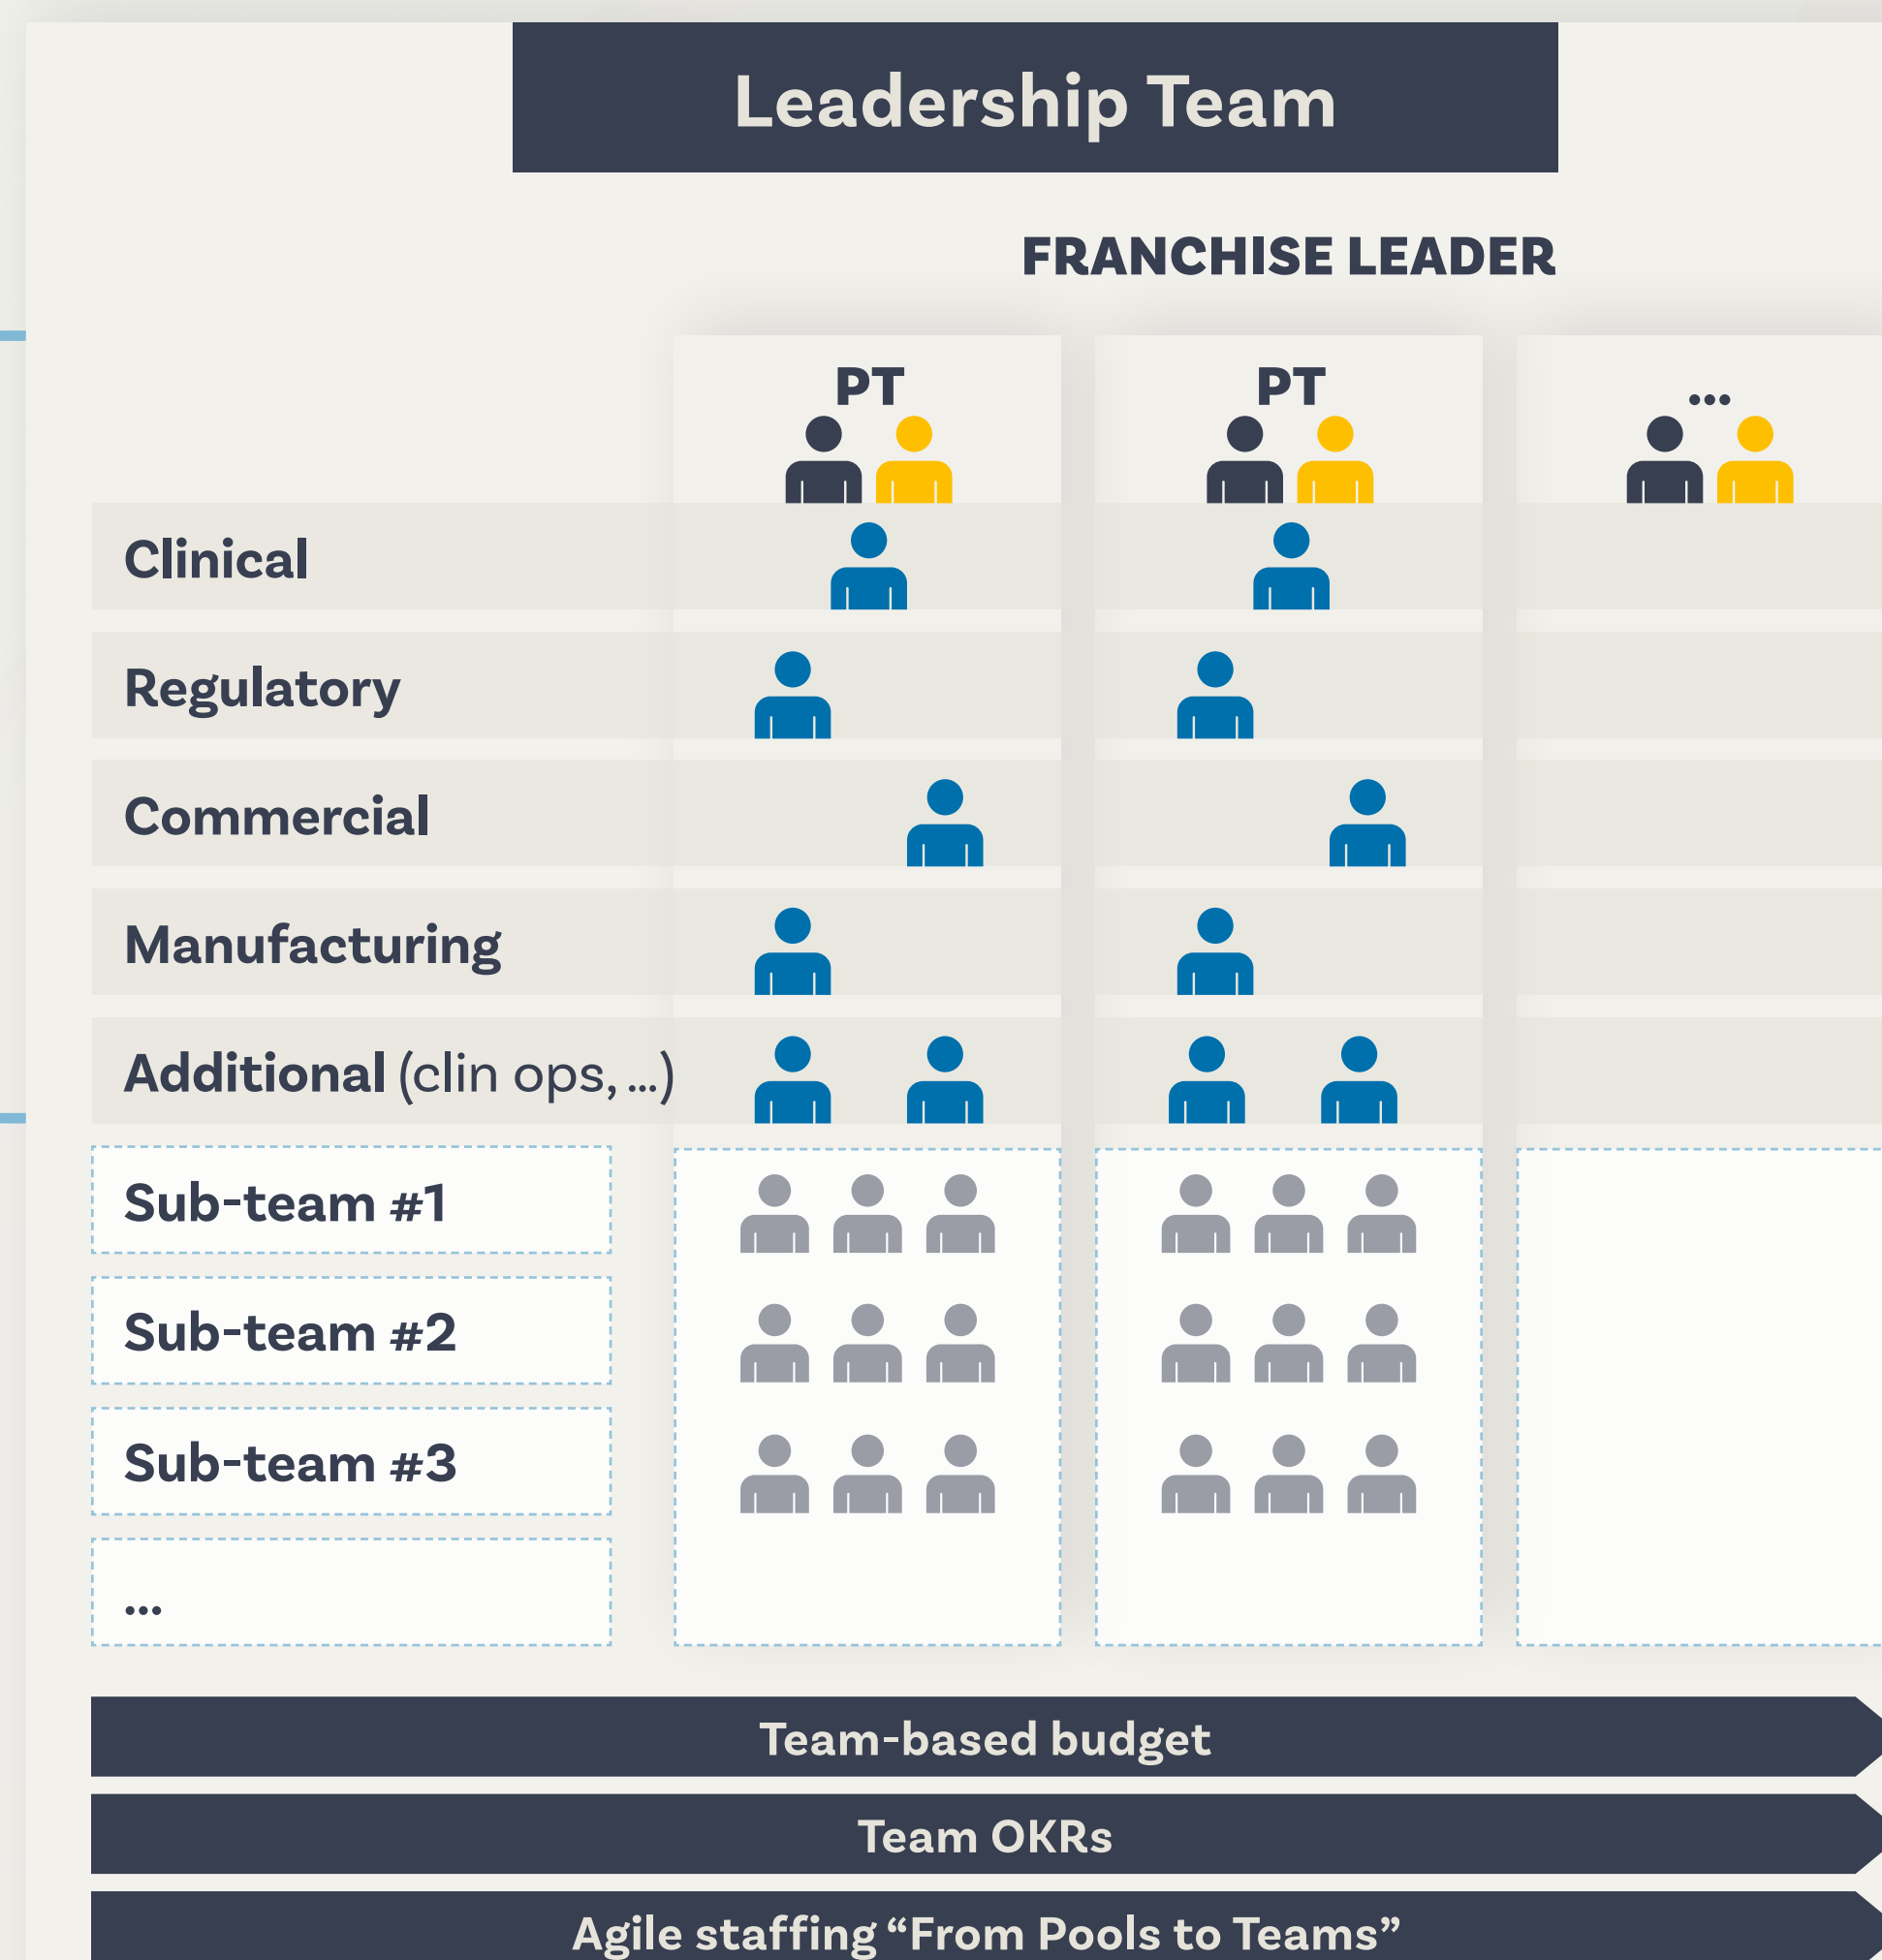 Leadership Team
FRANCHISE LEADER
PT
PT
...
Clinical
Regulatory
Commercial
Manufacturing
Additional (clin ops, ...)
Sub-team #1
Sub-team #2
Sub-team #3
...
Team-based budget
Team OKRs
Agile staffing “From Pools to Teams”